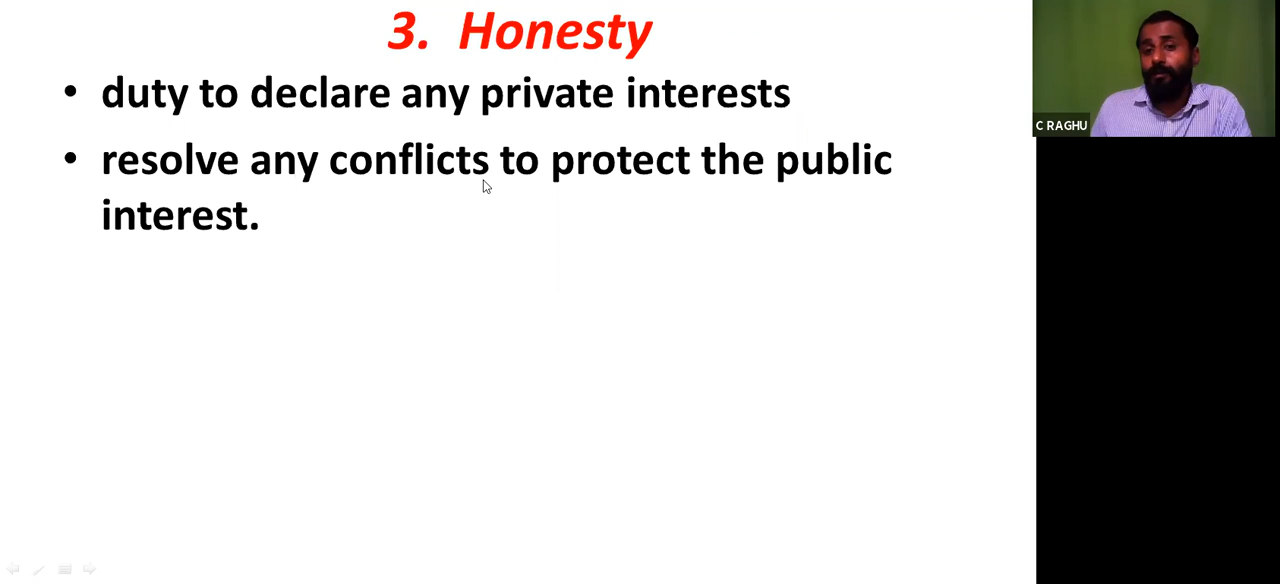 3. Honesty
• duty to declare any private interests
• resolve any conflicts to protect the public
interest.
C RAGHU